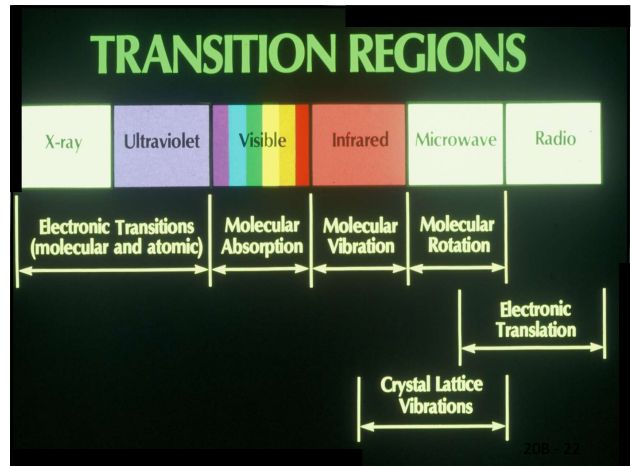 TRANSITION REGIONS
X-ray
Ultraviolet
Visible
Infrared
Microwave
Radio
Electronic Transitions
(molecular and atomic)
Molecular
Absorption
Molecular
Vibration
Molecular
Rotation
Electronic
Translation
Crystal Lattice
Vibrations
20B - 22